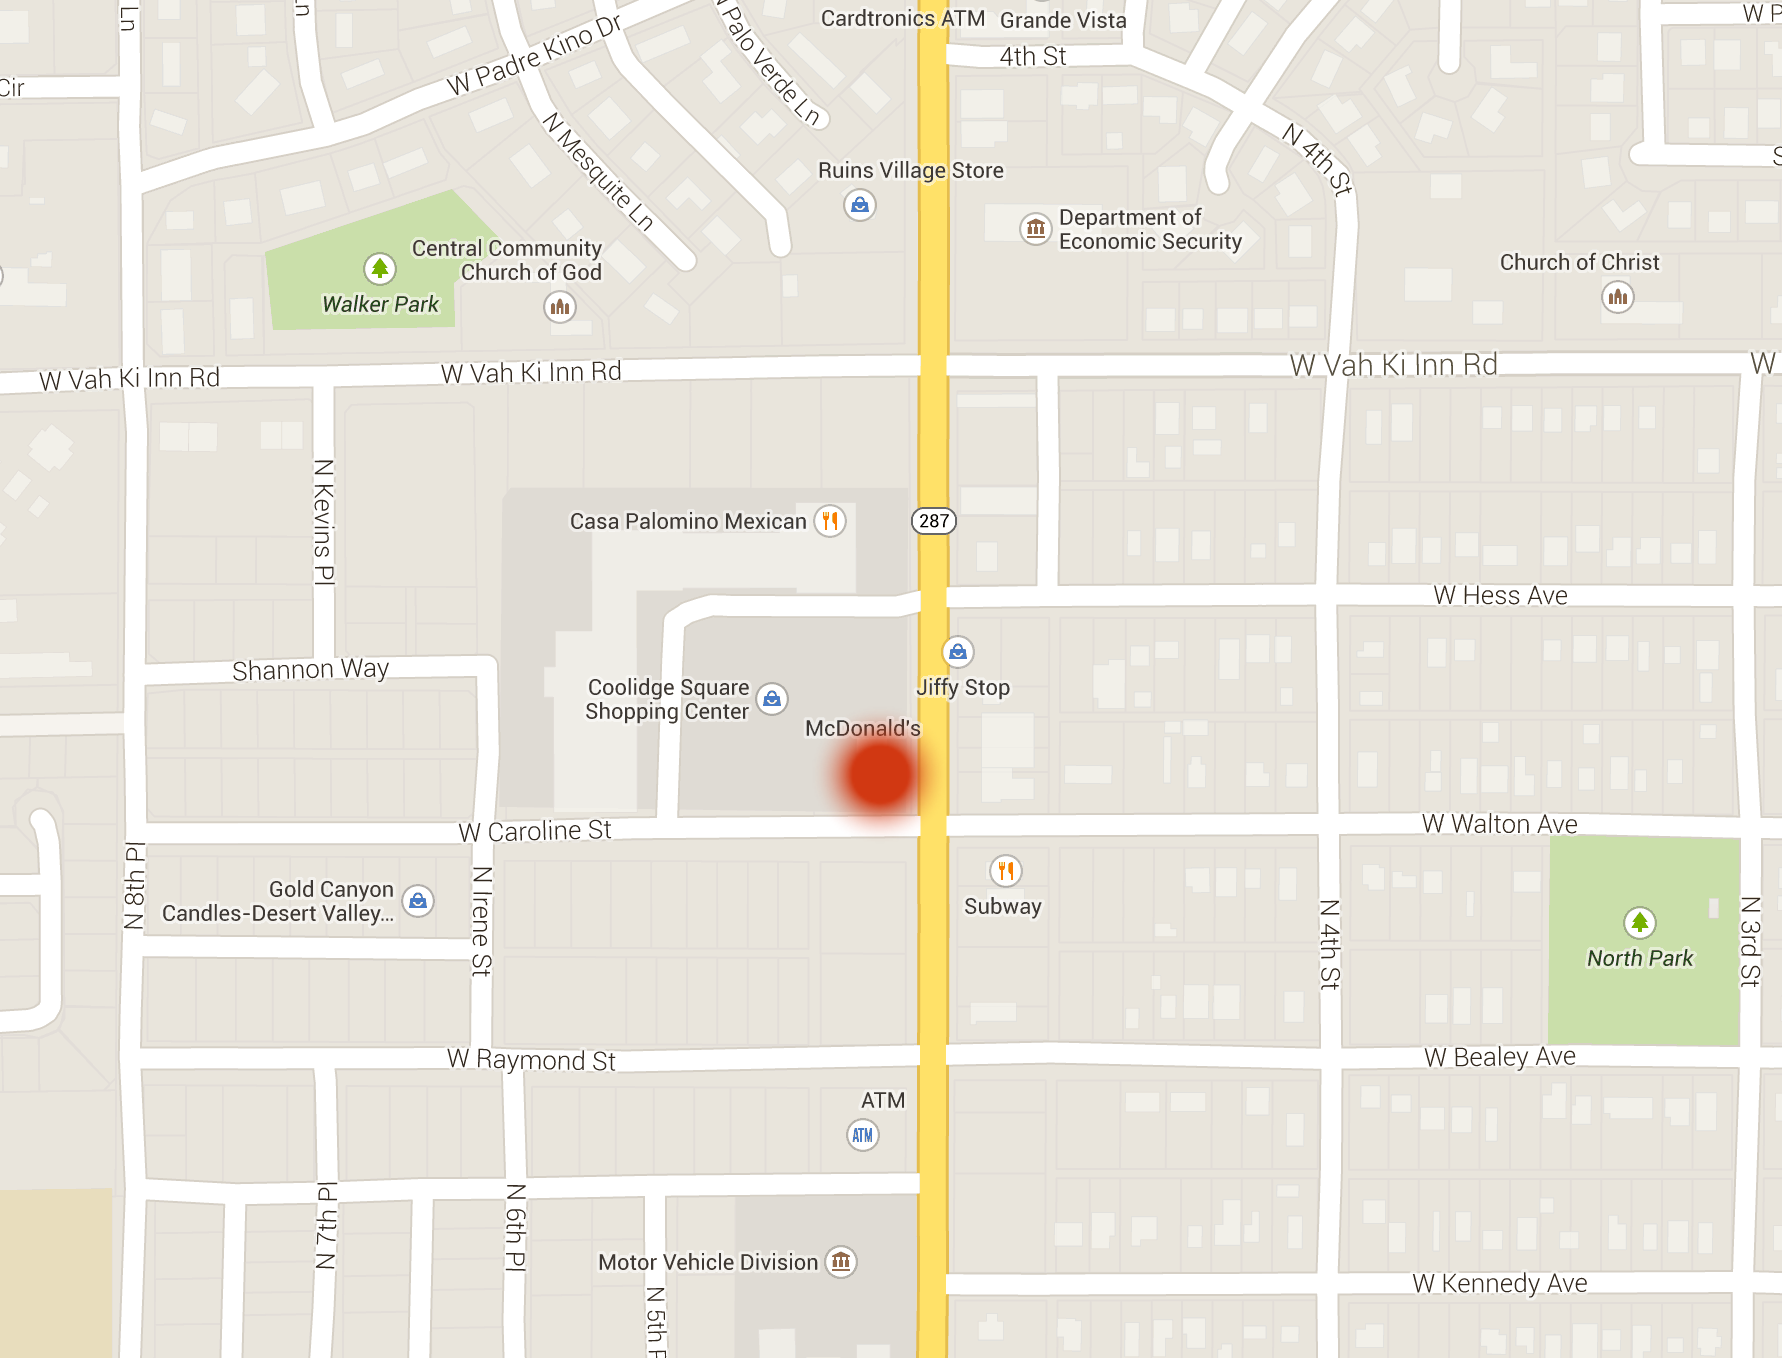 Cardtronics ATM
Grande Vista
W P
Ln
Ln
4th St
W Padre Kino Dr
N Palo Verde Ln
Cir
N Mesquite Ln
N 4th St
S
Ruins Village Store
Department of
Economic Security
Central Community
Church of God
Church of Christ
Walker Park
W Vah Ki Inn Rd
W Vah Ki Inn Rd
W Vah Ki Inn Rd
W
N Kevins Pl
Casa Palomino Mexican
287
W Hess Ave
Shannon Way
Coolidge Square
Shopping Center
Jiffy Stop
McDonald's
W Caroline St
W Walton Ave
N 8th Pl
Gold Canyon
Candles-Desert Valley...
N Irene St
Subway
N 4th St
North Park
N 3rd St
W Raymond St
W Bealey Ave
ATM
ATM
N 7th Pl
N 6th Pl
Motor Vehicle Division
N 5th P
W Kennedy Ave